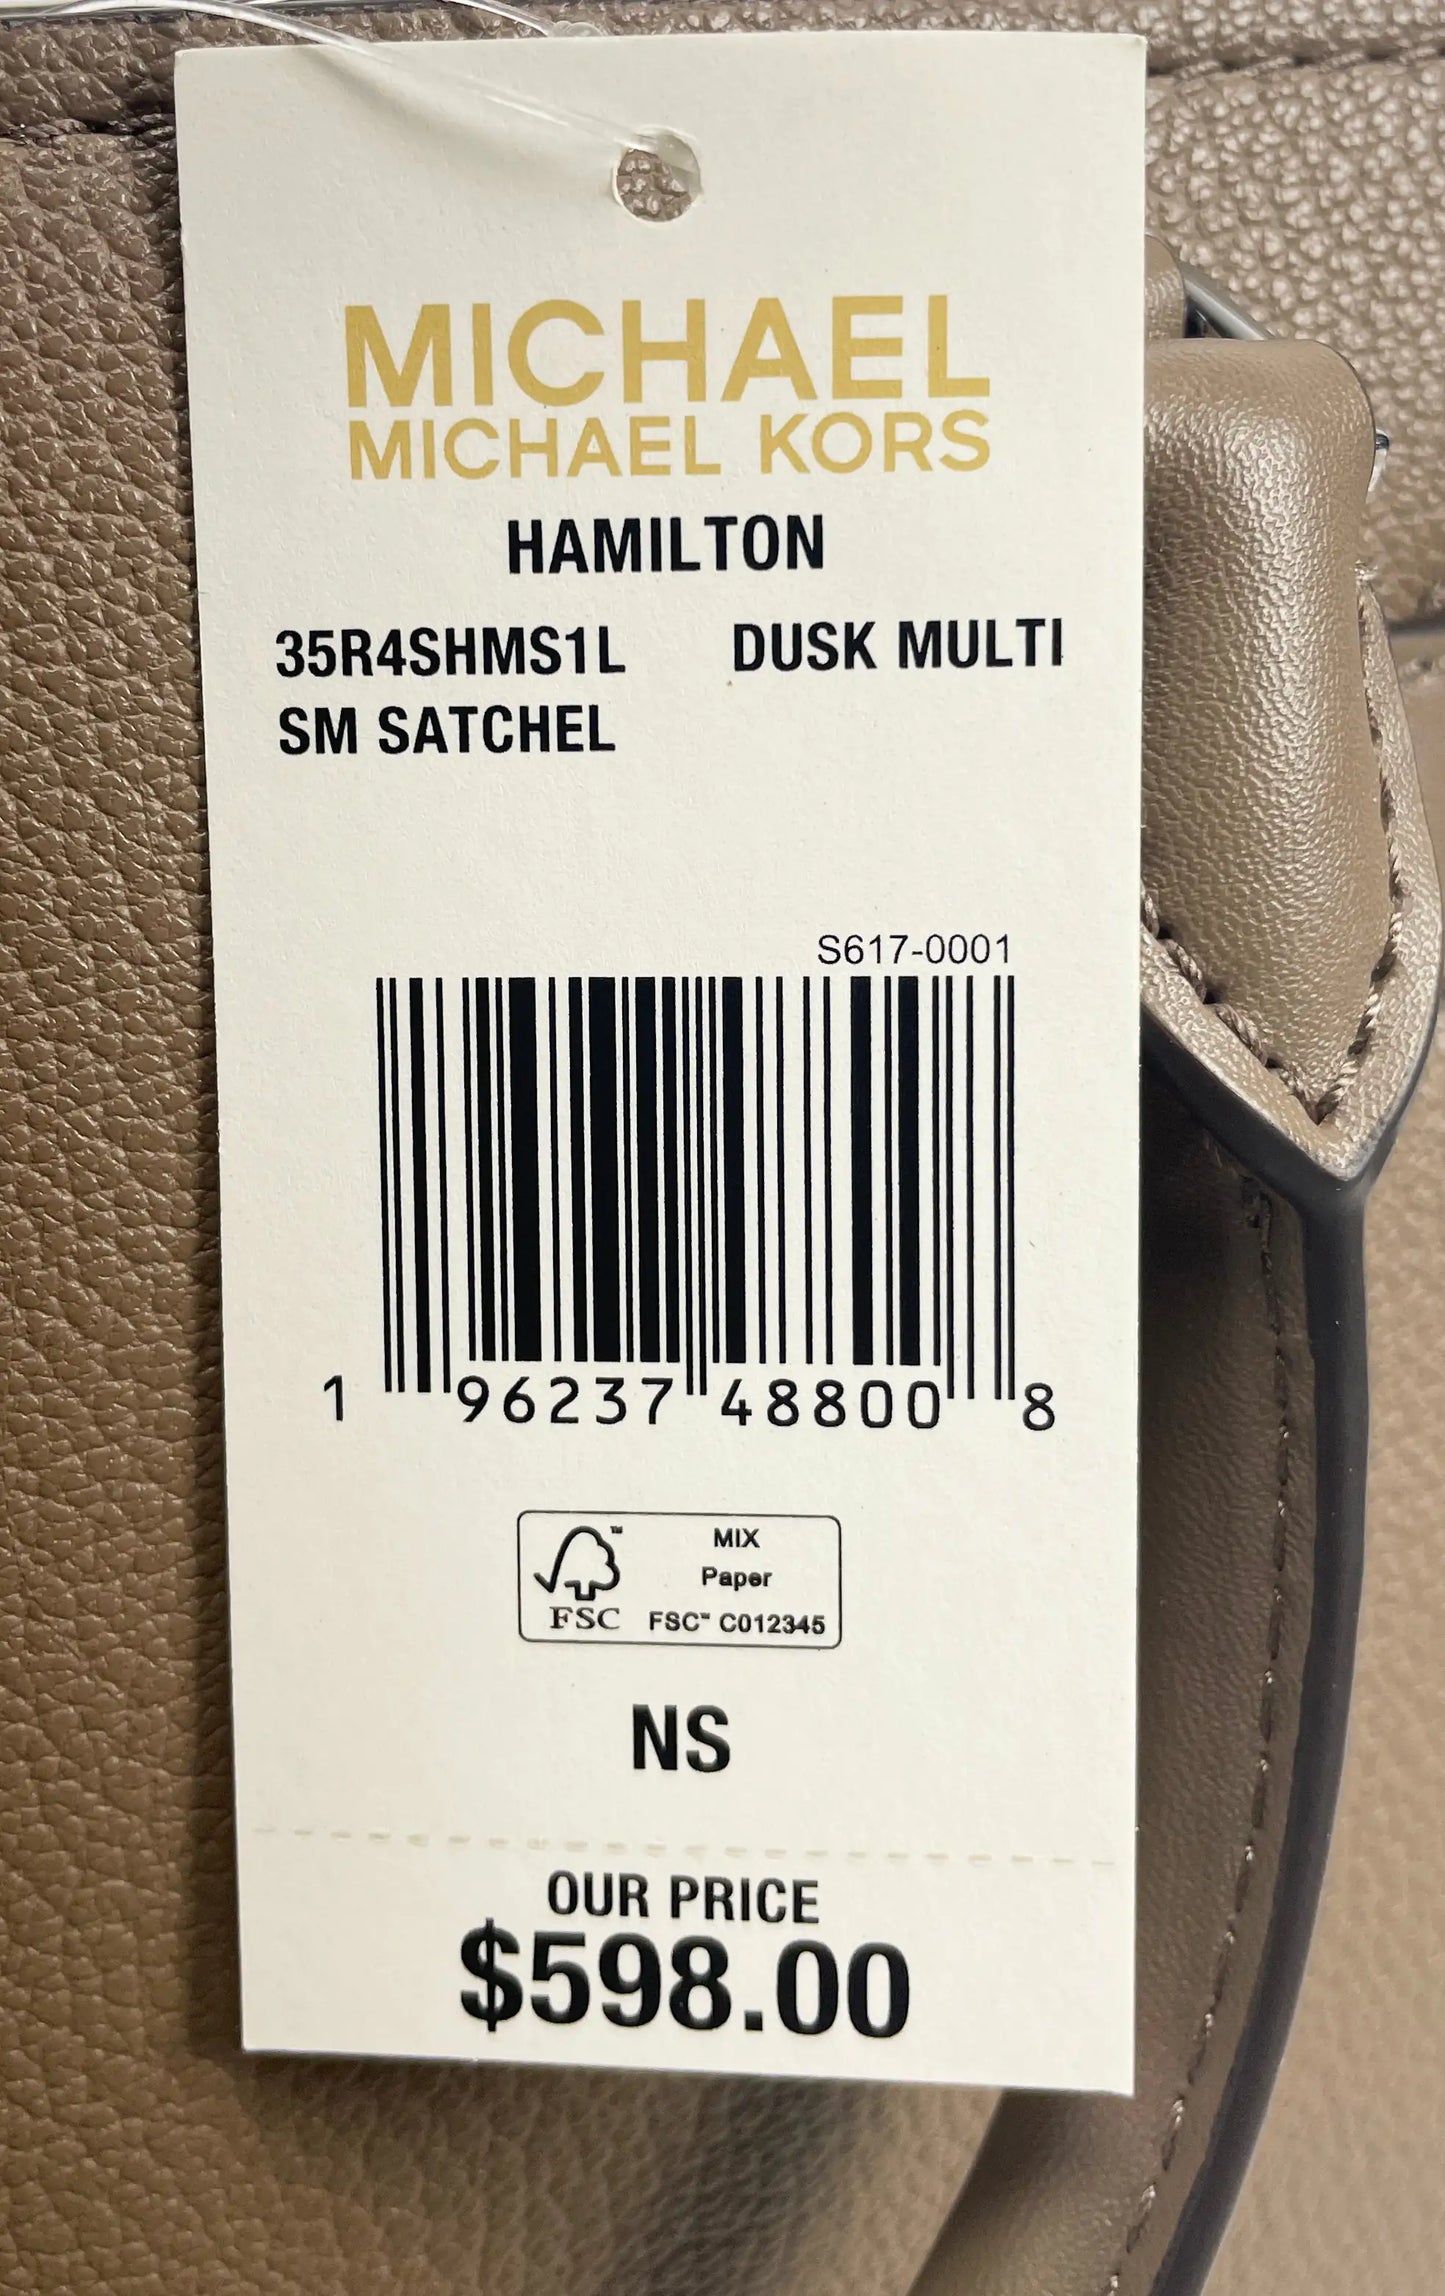 MICHAEL
MICHAEL KORS
HAMILTON
35R4SHMS1L DUSK MULTI
SM SATCHEL
S617-0001
1 96237 48800 8
FSC™ MIX
Paper
FSC™ C012345
NS
OUR PRICE
$598.00